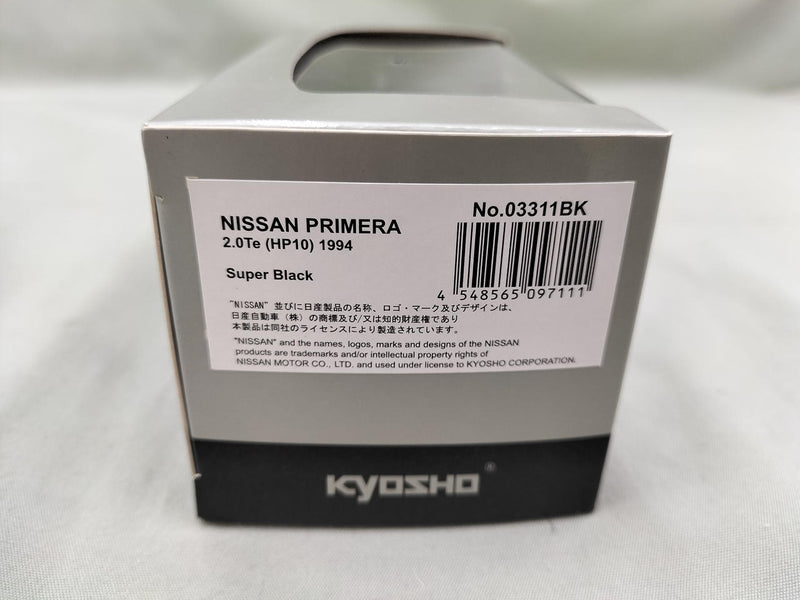 NISSAN PRIMERA
2.0Te (HP10) 1994
Super Black
No.03311BK
4 548565 097111
"NISSAN" 並びに日産製品の名称、ロゴ・マーク及びデザインは、
日産自動車（株）の商標及び/又は知的財産権であり
本製品は同社のライセンスにより製造されています。
"NISSAN" and the names, logos, marks and designs of the NISSAN
products are trademarks and/or intellectual property rights of
NISSAN MOTOR CO., LTD. and used under license to KYOSHO CORPORATION.
KYOSHO®